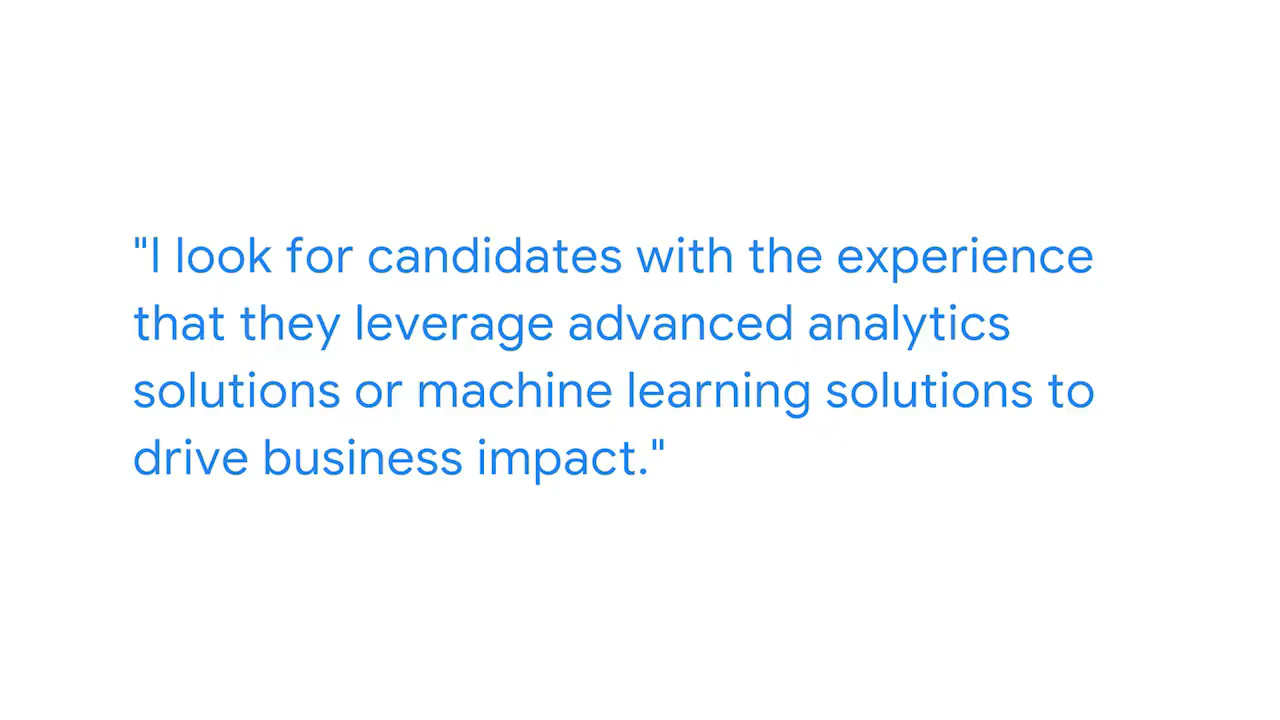 "I look for candidates with the experience
that they leverage advanced analytics
solutions or machine learning solutions to
drive business impact."